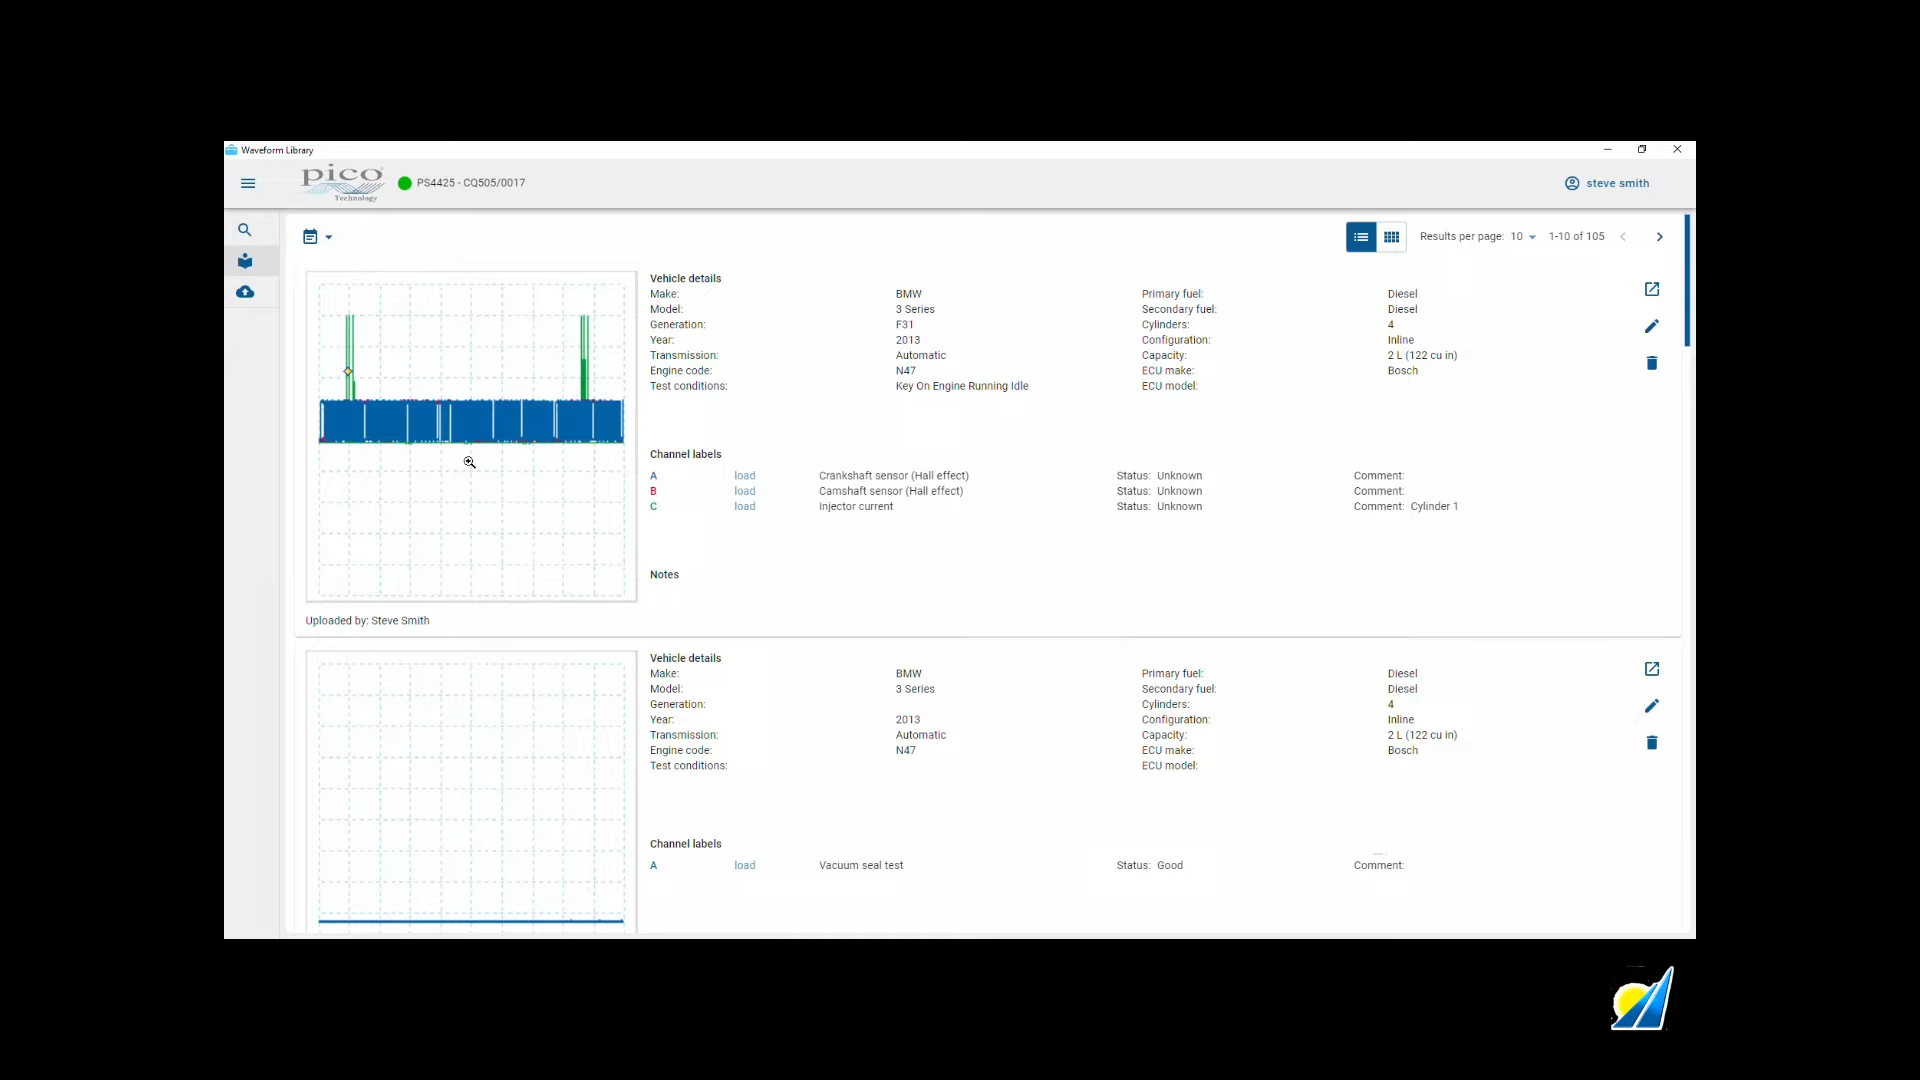 Waveform Library
pico
Technology
PS4425 - CQ505/0017
steve smith
Results per page: 10 1-10 of 105
Vehicle details
Make: BMW Primary fuel: Diesel
Model: 3 Series Secondary fuel: Diesel
Generation: F31 Cylinders: 4
Year: 2013 Configuration: Inline
Transmission: Automatic Capacity: 2 L (122 cu in)
Engine code: N47 ECU make: Bosch
Test conditions: Key On Engine Running Idle ECU model:
Channel labels
A load Crankshaft sensor (Hall effect) Status: Unknown Comment:
B load Camshaft sensor (Hall effect) Status: Unknown Comment:
C load Injector current Status: Unknown Comment: Cylinder 1
Notes
Uploaded by: Steve Smith
Vehicle details
Make: BMW Primary fuel: Diesel
Model: 3 Series Secondary fuel: Diesel
Generation: Cylinders: 4
Year: 2013 Configuration: Inline
Transmission: Automatic Capacity: 2 L (122 cu in)
Engine code: N47 ECU make: Bosch
Test conditions: ECU model:
Channel labels
A load Vacuum seal test Status: Good Comment: